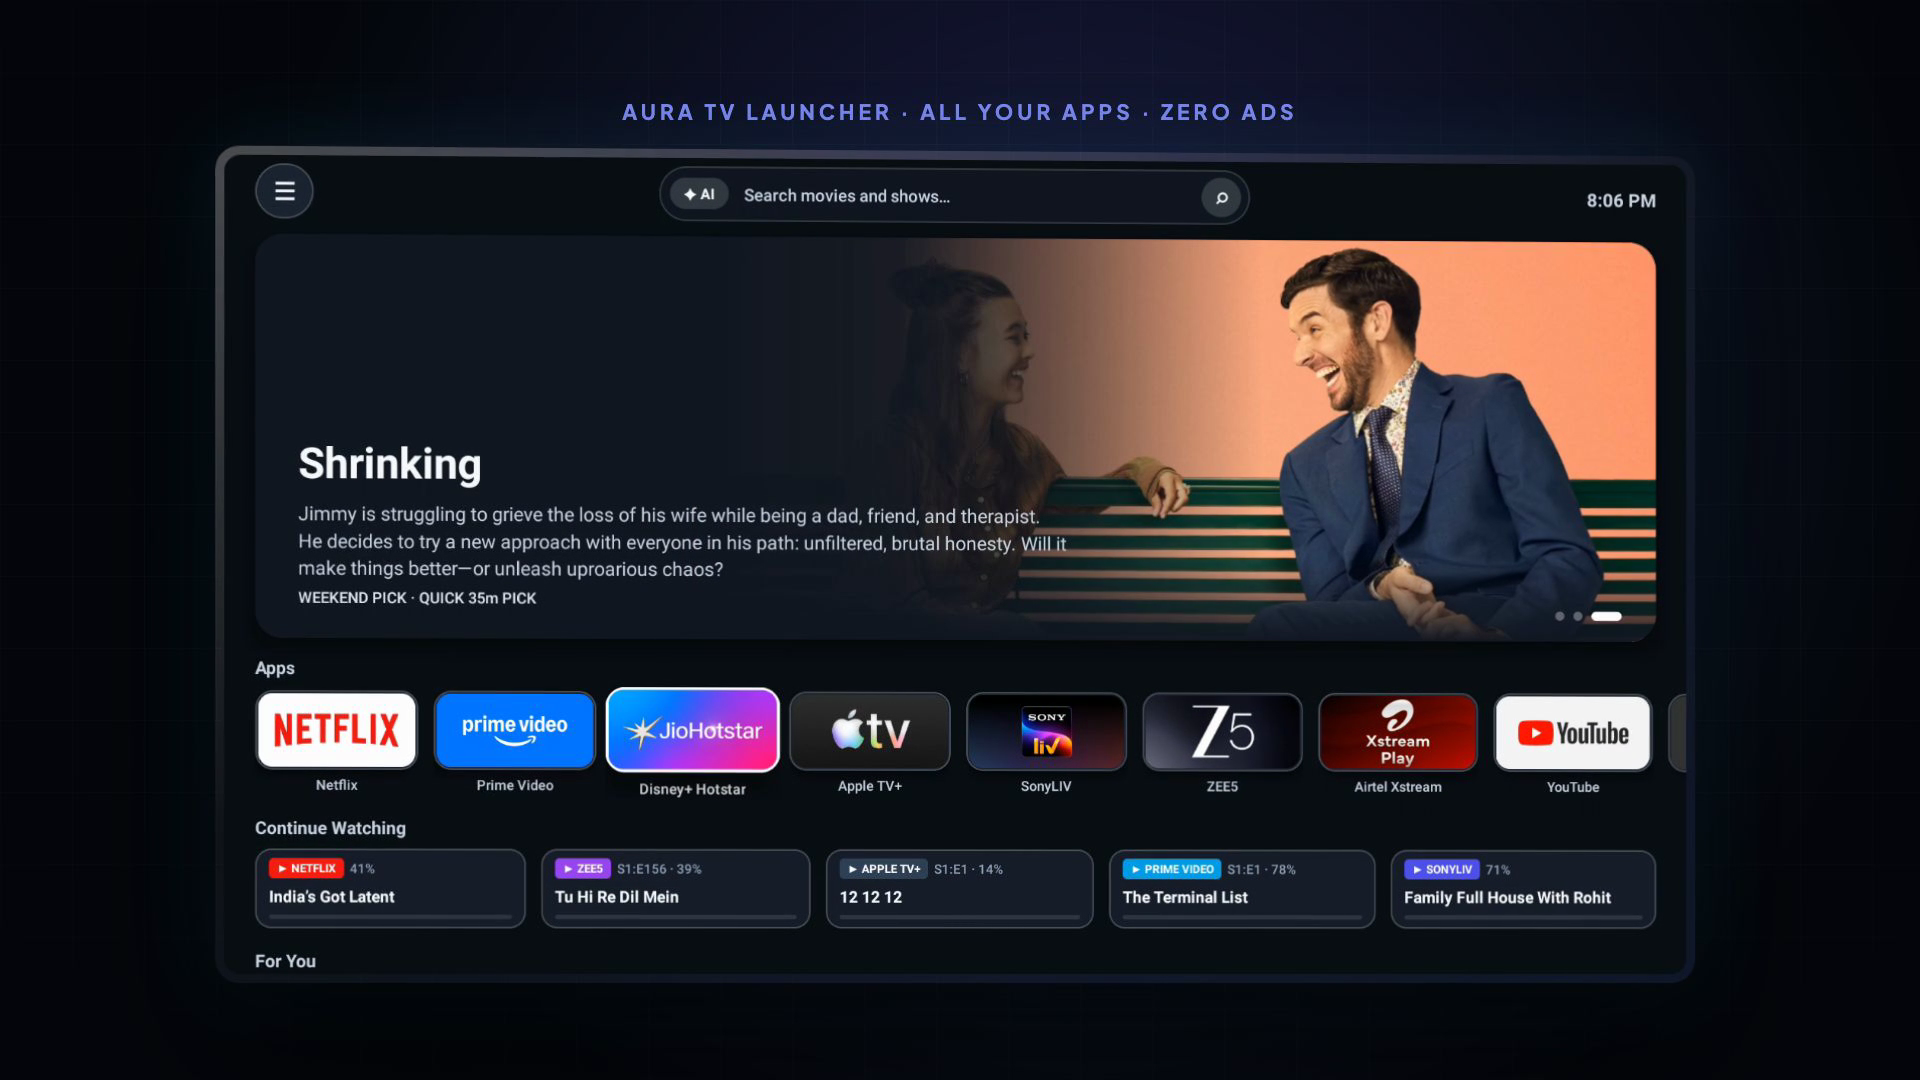 AURA TV LAUNCHER · ALL YOUR APPS · ZERO ADS
✦ AI Search movies and shows...
8:06 PM
Shrinking
Jimmy is struggling to grieve the loss of his wife while being a dad, friend, and therapist.
He decides to try a new approach with everyone in his path: unfiltered, brutal honesty. Will it
make things better—or unleash uproarious chaos?
WEEKEND PICK · QUICK 35m PICK
Apps
NETFLIX
prime video
JioHotstar
tv
SONY
liv
Z5
Xstream
Play
YouTube
Netflix
Prime Video
Disney+ Hotstar
Apple TV+
SonyLIV
ZEE5
Airtel Xstream
YouTube
Continue Watching
▶ NETFLIX 41%
India's Got Latent
▶ ZEE5 S1:E156 · 39%
Tu Hi Re Dil Mein
▶ APPLE TV+ S1:E1 · 14%
12 12 12
▶ PRIME VIDEO S1:E1 · 78%
The Terminal List
▶ SONYLIV 71%
Family Full House With Rohit
For You